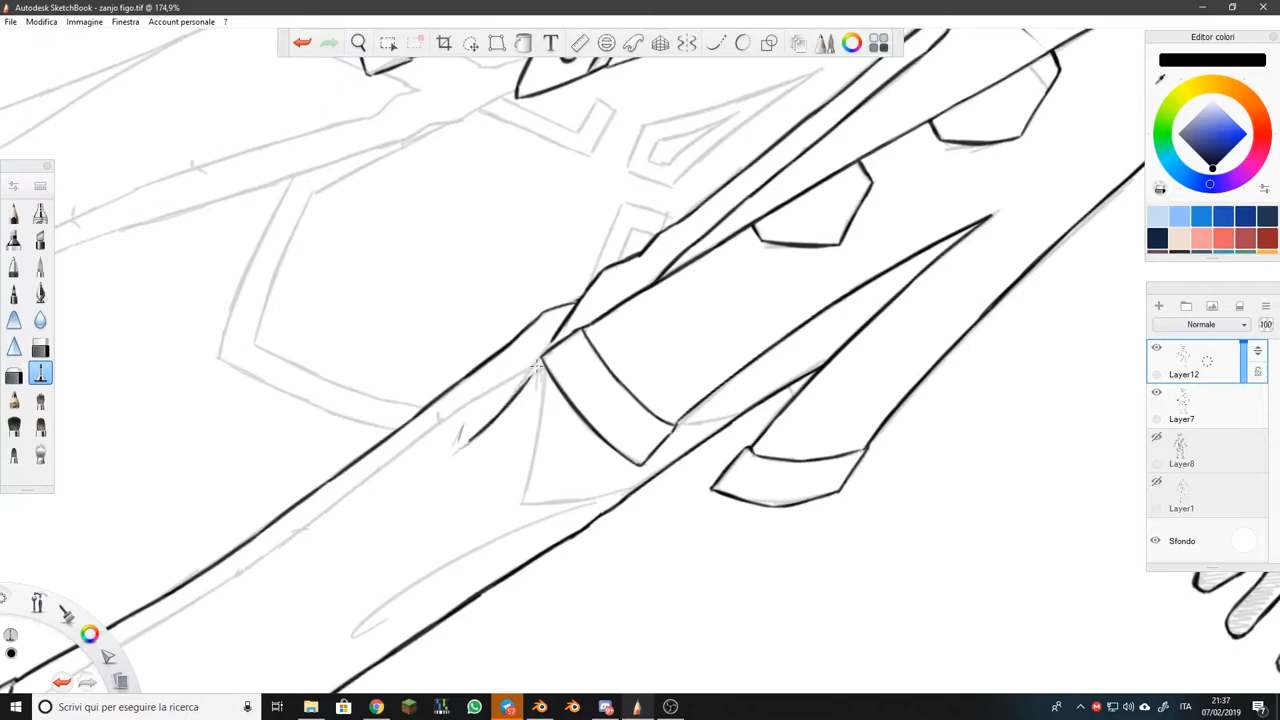 Autodesk SketchBook - zanjo figo.tif @ 174,9%
File Modifica Immagine Finestra Account personale ?
T
Editor colori
Normale
100
Layer12
Layer7
Layer8
Layer1
Sfondo
Scrivi qui per eseguire la ricerca
57
ITA
21:37
07/02/2019